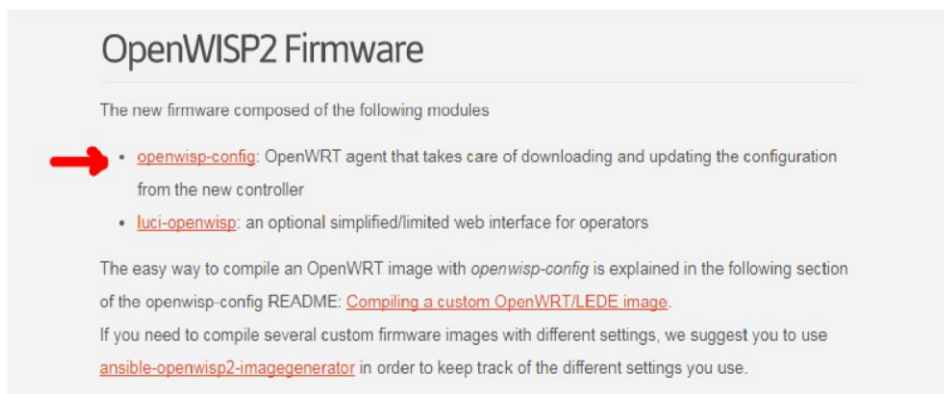 OpenWISP2 Firmware
The new firmware composed of the following modules
• openwisp-config: OpenWRT agent that takes care of downloading and updating the configuration
from the new controller
• luci-openwisp: an optional simplified/limited web interface for operators
The easy way to compile an OpenWRT image with openwisp-config is explained in the following section
of the openwisp-config README: Compiling a custom OpenWRT/LEDE image.
If you need to compile several custom firmware images with different settings, we suggest you to use
ansible-openwisp2-imagegenerator in order to keep track of the different settings you use.